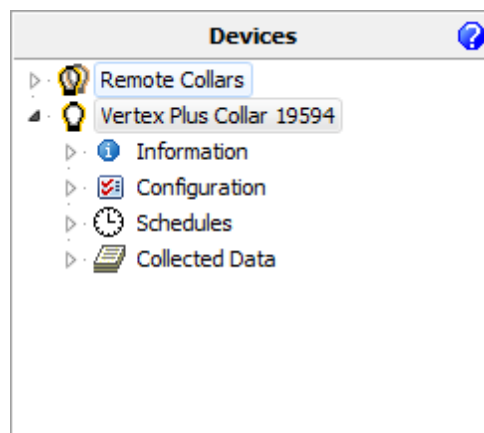 Devices
Remote Collars
Vertex Plus Collar 19594
Information
Configuration
Schedules
Collected Data